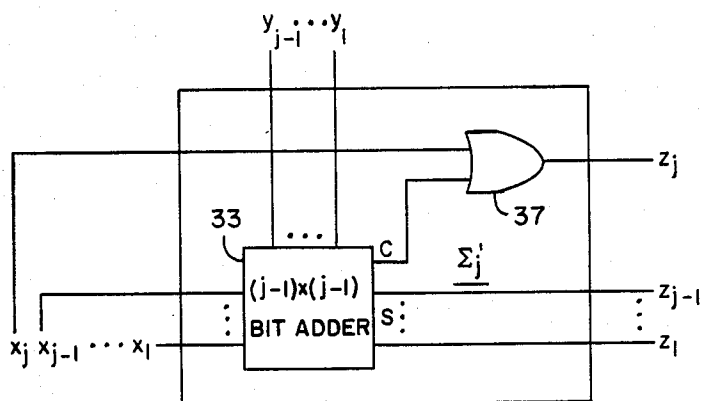 y_{j-1} ··· y_1
z_j
37
33
···
C
Σ'_j
(j-1)x(j-1)
z_{j-1}
S
BIT ADDER
x_j x_{j-1} ··· x_1
z_1